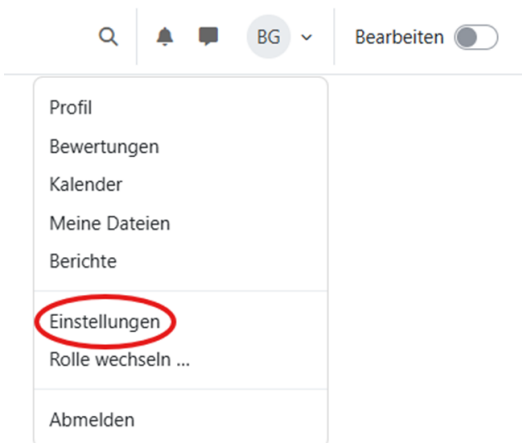 BG Bearbeiten
Profil
Bewertungen
Kalender
Meine Dateien
Berichte
Einstellungen
Rolle wechseln ...
Abmelden